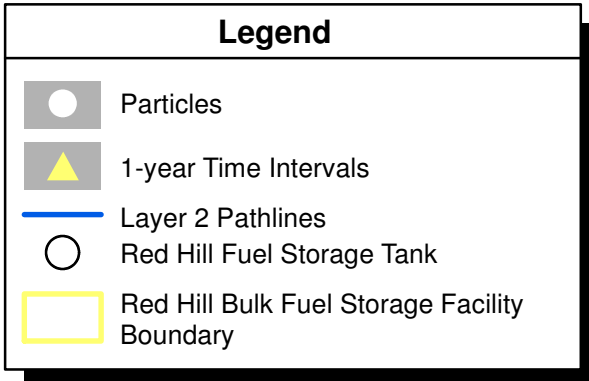 Legend
Particles
1-year Time Intervals
Layer 2 Pathlines
Red Hill Fuel Storage Tank
Red Hill Bulk Fuel Storage Facility
Boundary